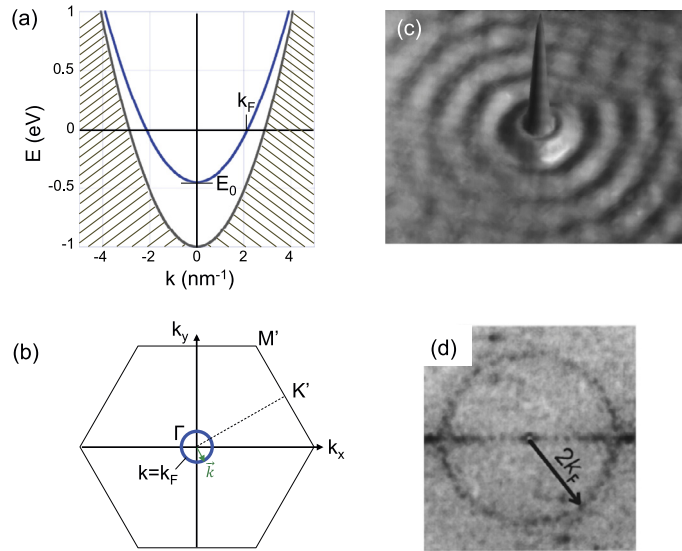 (a)
1
0.5
0
-0.5
-1
E (eV)
k_F
E_0
-4 -2 0 2 4
k (nm⁻¹)
(b)
k_y
M'
K'
Γ
k_x
k=k_F
k⃗
(c)
(d)
2k_F